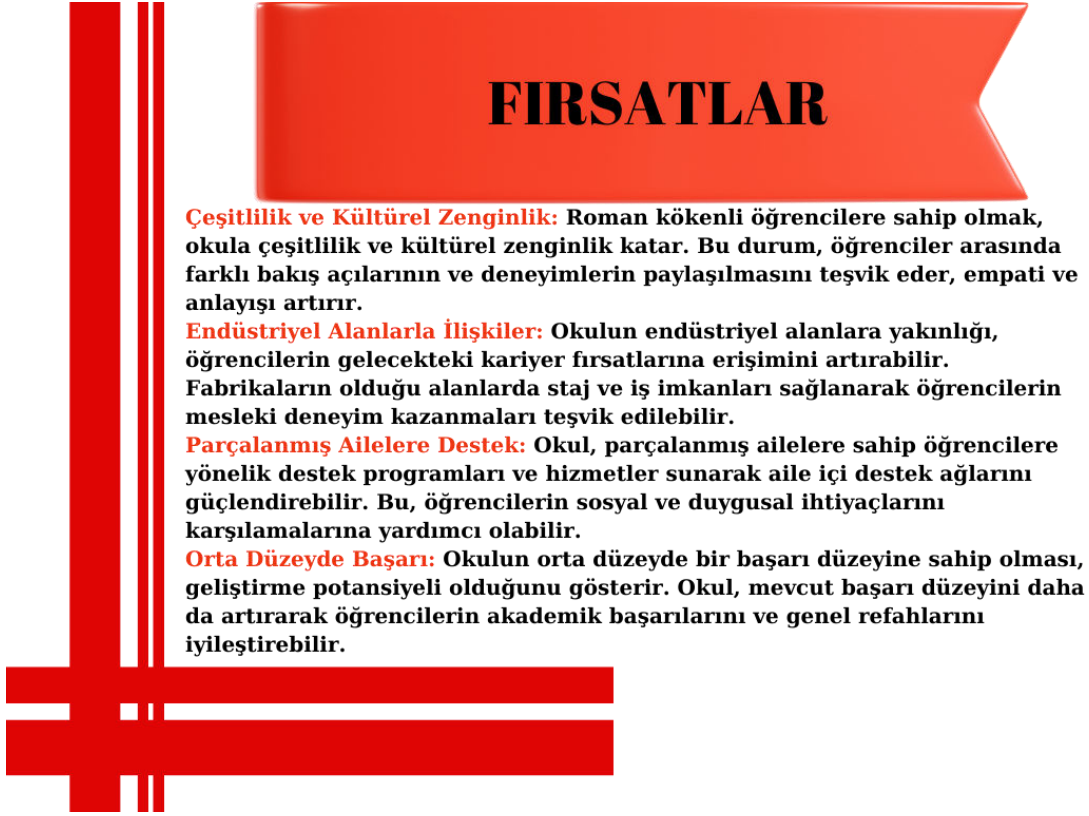 FIRSATLAR
Çeşitlilik ve Kültürel Zenginlik: Roman kökenli öğrencilere sahip olmak,
okula çeşitlilik ve kültürel zenginlik katar. Bu durum, öğrenciler arasında
farklı bakış açılarının ve deneyimlerin paylaşılmasını teşvik eder, empati ve
anlayışı artırır.
Endüstriyel Alanlarla İlişkiler: Okulun endüstriyel alanlara yakınlığı,
öğrencilerin gelecekteki kariyer fırsatlarına erişimini artırabilir.
Fabrikaların olduğu alanlarda staj ve iş imkanları sağlanarak öğrencilerin
mesleki deneyim kazanmaları teşvik edilebilir.
Parçalanmış Ailelere Destek: Okul, parçalanmış ailelere sahip öğrencilere
yönelik destek programları ve hizmetler sunarak aile içi destek ağlarını
güçlendirebilir. Bu, öğrencilerin sosyal ve duygusal ihtiyaçlarını
karşılamalarına yardımcı olabilir.
Orta Düzeyde Başarı: Okulun orta düzeyde bir başarı düzeyine sahip olması,
geliştirme potansiyeli olduğunu gösterir. Okul, mevcut başarı düzeyini daha
da artırarak öğrencilerin akademik başarılarını ve genel refahlarını
iyileştirebilir.